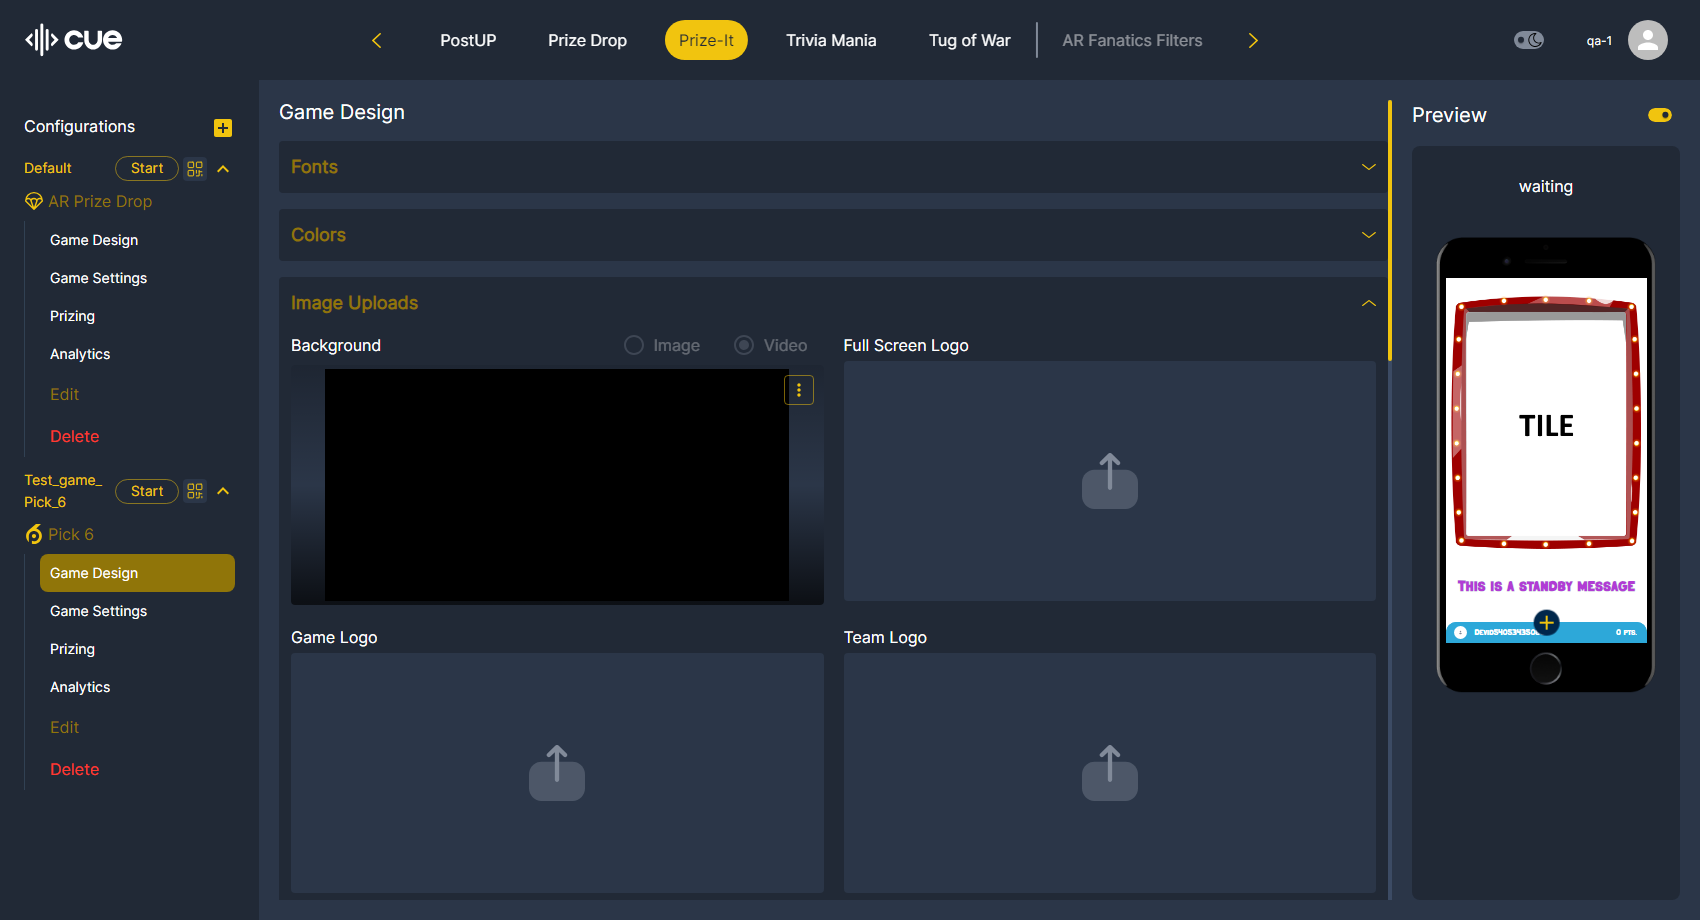 cue
PostUP
Prize Drop
Prize-It
Trivia Mania
Tug of War
AR Fanatics Filters
qa-1
Configurations
Default
Start
AR Prize Drop
Game Design
Game Settings
Prizing
Analytics
Edit
Delete
Test_game_
Pick_6
Start
Pick 6
Game Design
Game Settings
Prizing
Analytics
Edit
Delete
Game Design
Fonts
Colors
Image Uploads
Background
Image
Video
Full Screen Logo
Game Logo
Team Logo
Preview
waiting
TILE
THIS IS A STANDBY MESSAGE
0 PTS.